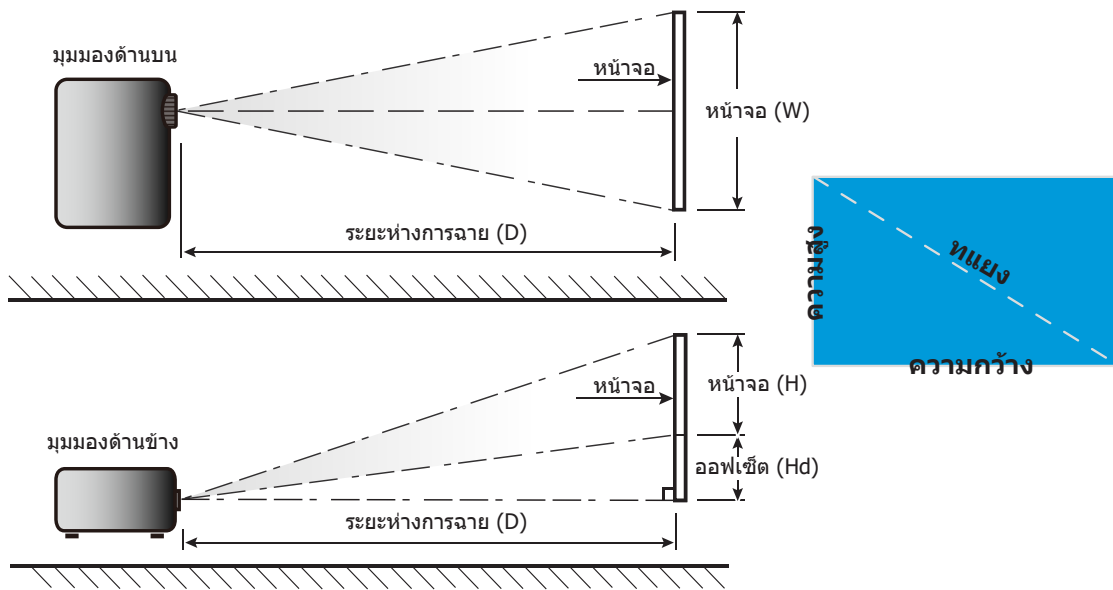 มุมมองด้านบน
หน้าจอ
หน้าจอ (W)
ระยะห่างการฉาย (D)
ความสูง
ทแยง
ความกว้าง
หน้าจอ
หน้าจอ (H)
มุมมองด้านข้าง
ออฟเซ็ต (Hd)
ระยะห่างการฉาย (D)